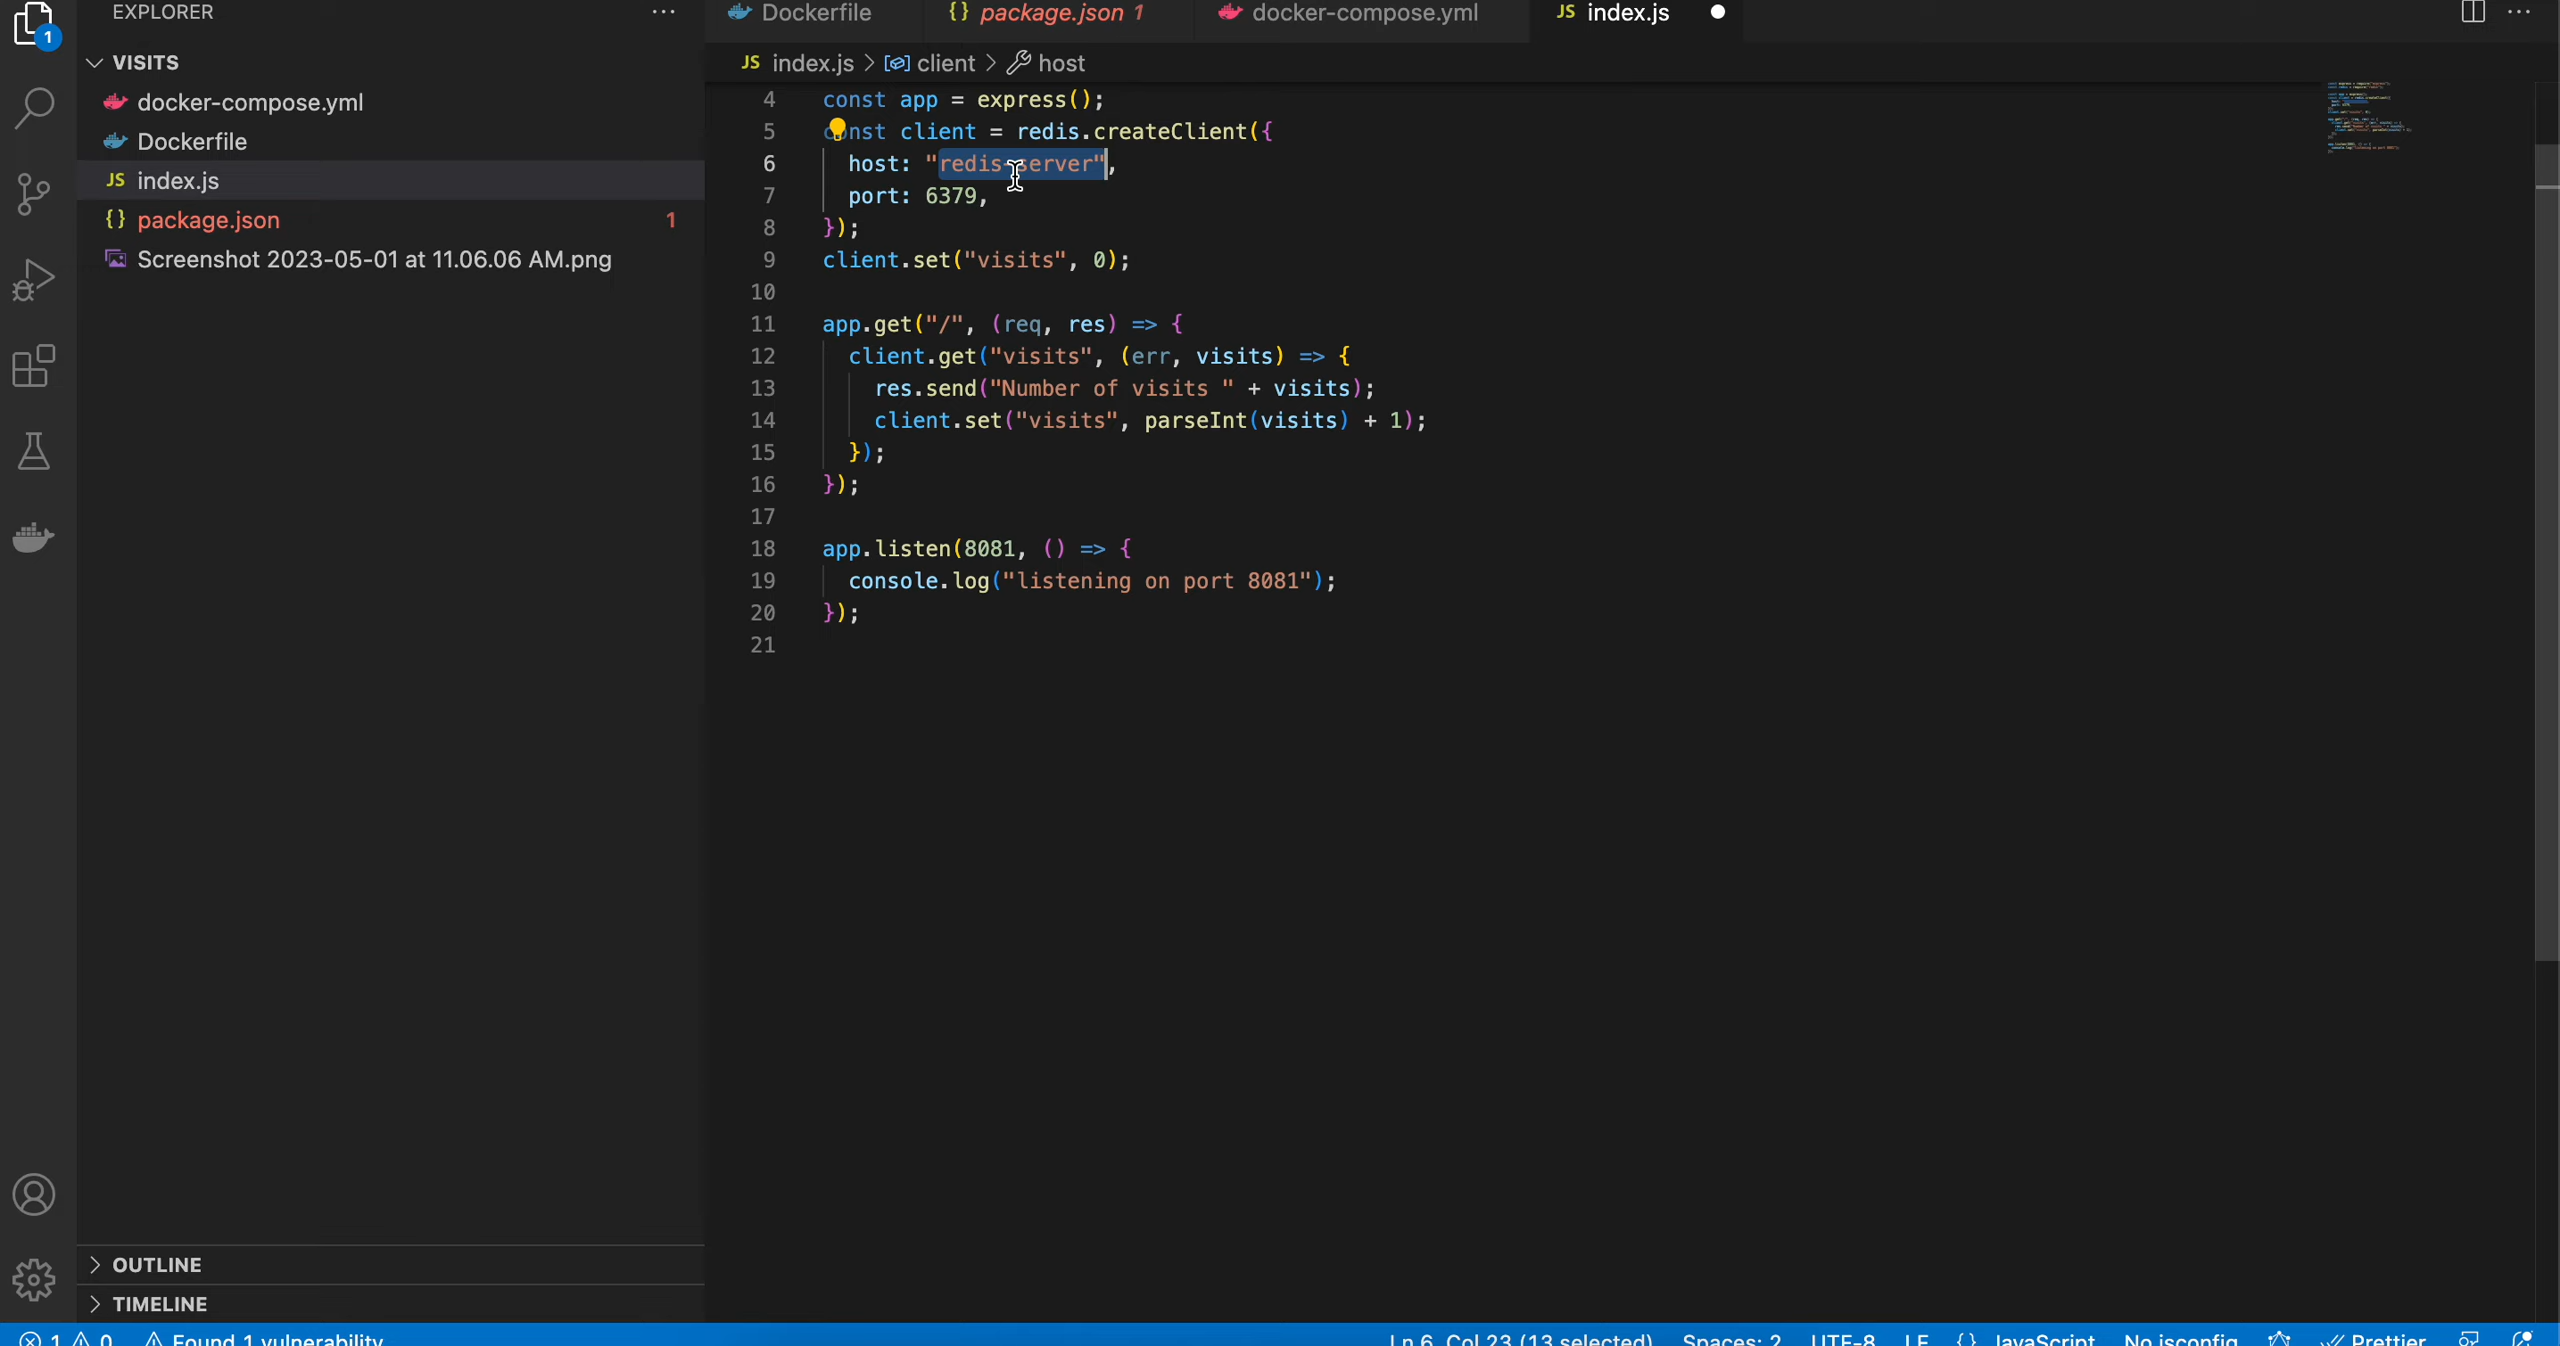 EXPLORER
···
Dockerfile
{} package.json 1
docker-compose.yml
JS index.js
···
1
VISITS
docker-compose.yml
Dockerfile
JS index.js
{} package.json 1
Screenshot 2023-05-01 at 11.06.06 AM.png
JS index.js > client > host
4 const app = express();
5 const client = redis.createClient({
6 host: "redis-server",
7 port: 6379,
8 });
9 client.set("visits", 0);
10
11 app.get("/", (req, res) => {
12 client.get("visits", (err, visits) => {
13 res.send("Number of visits " + visits);
14 client.set("visits", parseInt(visits) + 1);
15 });
16 });
17
18 app.listen(8081, () => {
19 console.log("listening on port 8081");
20 });
21
OUTLINE
TIMELINE
1 0 Found 1 vulnerability
Ln 6, Col 23 (13 selected) Spaces: 2 UTF-8 LF {} JavaScript No jsconfig Prettier